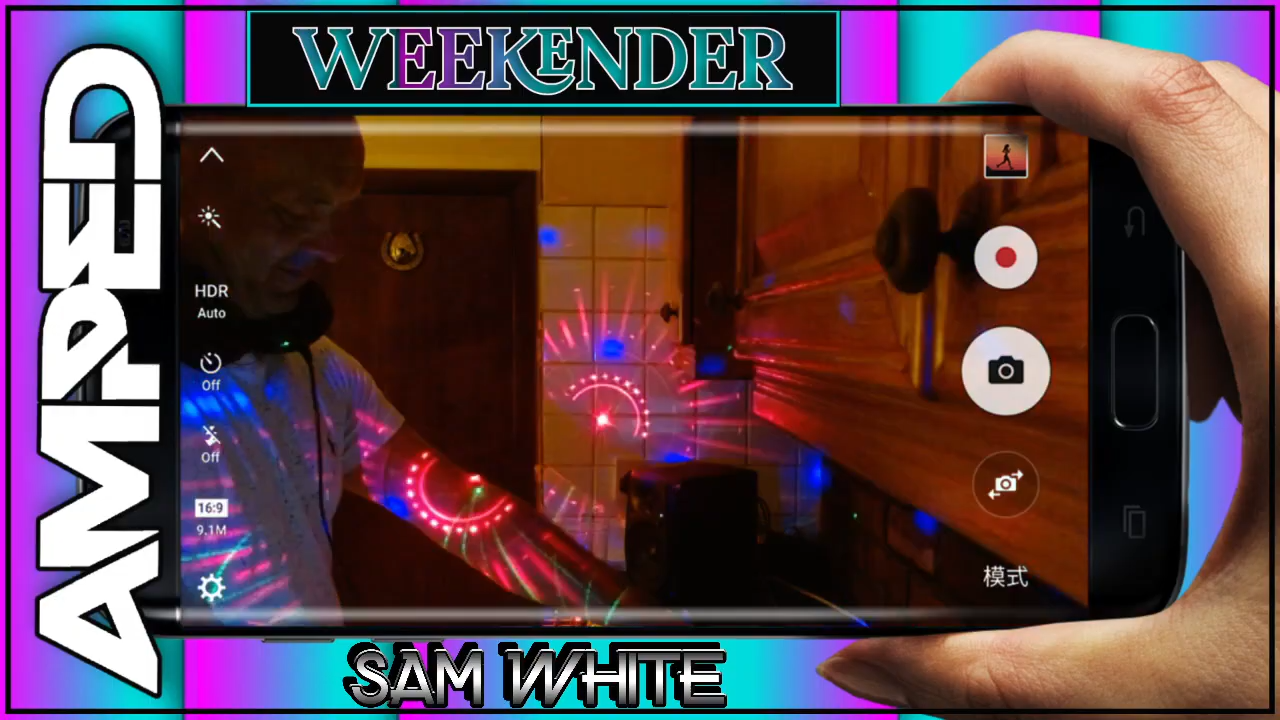 WEEKENDER
AMPED
HDR
Auto
Off
Off
16:9
9.1M
模式
SAM WHITE